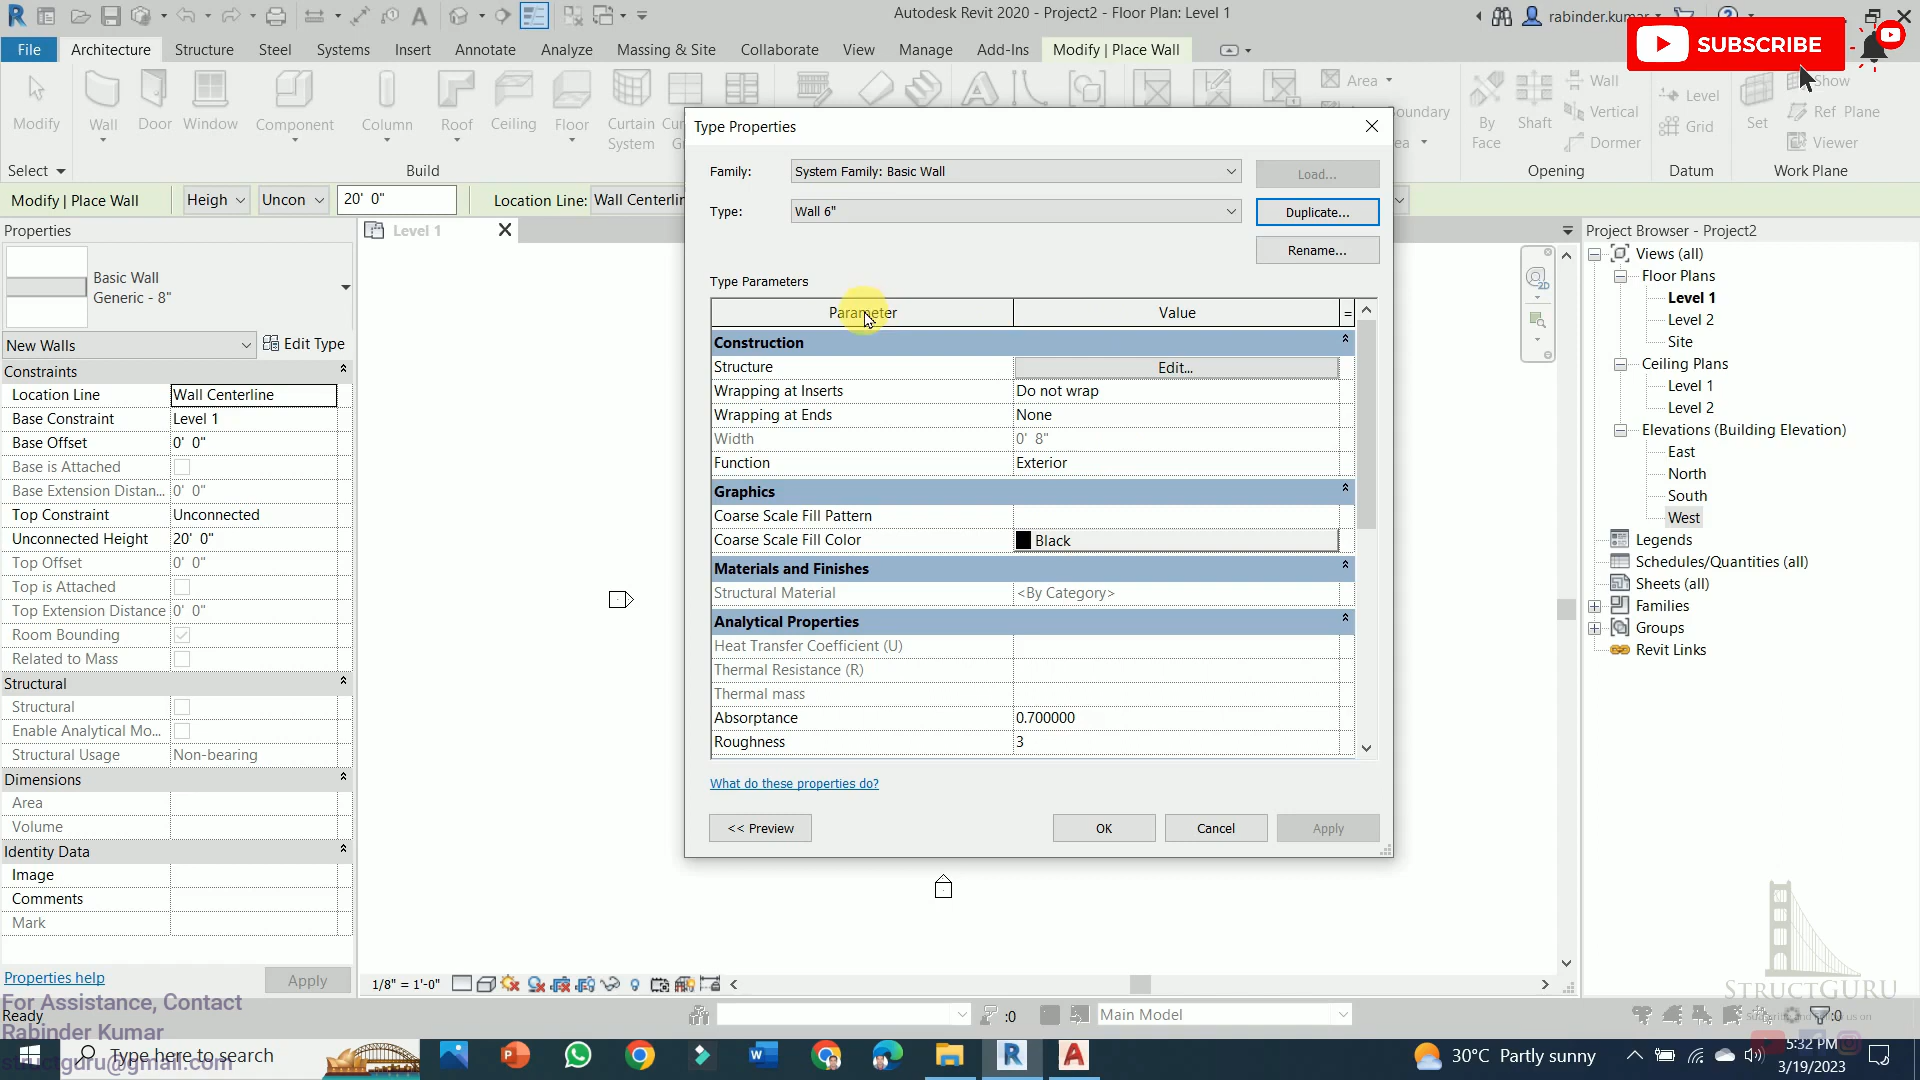 Autodesk Revit 2020 - Project2 - Floor Plan: Level 1
rabinder.kumar
SUBSCRIBE
File Architecture Structure Steel Systems Insert Annotate Analyze Massing & Site Collaborate View Manage Add-Ins Modify | Place Wall
Modify Wall Door Window Component Column Roof Ceiling Floor Curtain System
Area
By Face Shaft Wall Vertical Dormer
Level Grid
Set Show Ref Plane Viewer
Select Build Opening Datum Work Plane
Modify | Place Wall Heigh Uncon 20' 0" Location Line: Wall Centerlin
Properties
Level 1
Basic Wall
Generic - 8"
New Walls Edit Type
Constraints
Location Line Wall Centerline
Base Constraint Level 1
Base Offset 0' 0"
Base is Attached
Base Extension Distan... 0' 0"
Top Constraint Unconnected
Unconnected Height 20' 0"
Top Offset 0' 0"
Top is Attached
Top Extension Distance 0' 0"
Room Bounding
Related to Mass
Structural
Structural
Enable Analytical Mo...
Structural Usage Non-bearing
Dimensions
Area
Volume
Identity Data
Image
Comments
Mark
Properties help Apply
Type Properties
Family: System Family: Basic Wall Load...
Type: Wall 6" Duplicate...
Rename...
Type Parameters
Parameter Value =
Construction
Structure Edit...
Wrapping at Inserts Do not wrap
Wrapping at Ends None
Width 0' 8"
Function Exterior
Graphics
Coarse Scale Fill Pattern
Coarse Scale Fill Color Black
Materials and Finishes
Structural Material <By Category>
Analytical Properties
Heat Transfer Coefficient (U)
Thermal Resistance (R)
Thermal mass
Absorptance 0.700000
Roughness 3
What do these properties do?
<< Preview OK Cancel Apply
Project Browser - Project2
Views (all)
Floor Plans
Level 1
Level 2
Site
Ceiling Plans
Level 1
Level 2
Elevations (Building Elevation)
East
North
South
West
Legends
Schedules/Quantities (all)
Sheets (all)
Families
Groups
Revit Links
1/8" = 1'-0"
STRUCTGURU
For Assistance, Contact
Ready
Rabinder Kumar
structguru@gmail.com
:0 Main Model :0
Type here to search
30°C Partly sunny
5:32 PM
3/19/2023